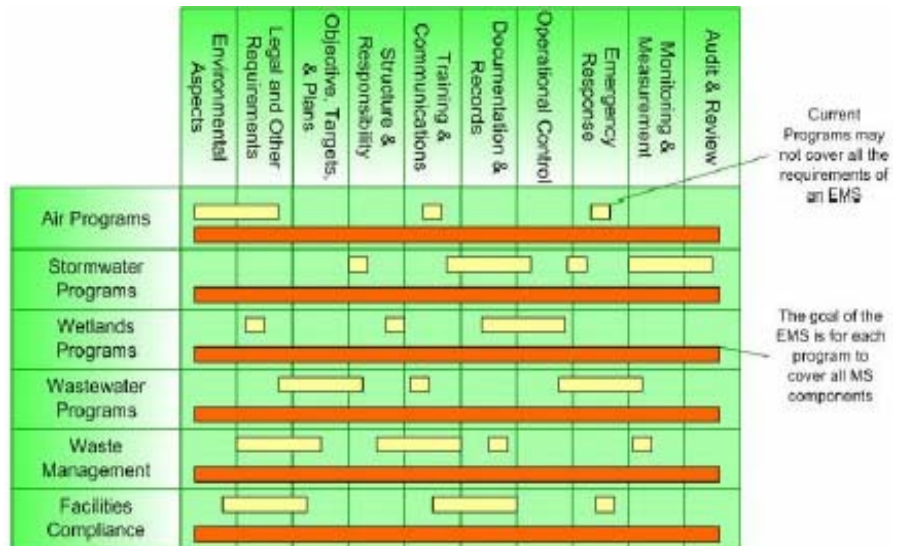 Environmental
Aspects
Legal and Other
Requirements
Objective, Targets,
& Plans
Structure &
Responsibility
Training &
Communications
Documentation &
Records
Operational Control
Emergency
Response
Monitoring &
Measurement
Audit & Review
Current
Programs may
not cover all the
requirements of
an EMS
Air Programs
Stormwater
Programs
Wetlands
Programs
The goal of the
EMS is for each
program to
cover all MS
components
Wastewater
Programs
Waste
Management
Facilities
Compliance